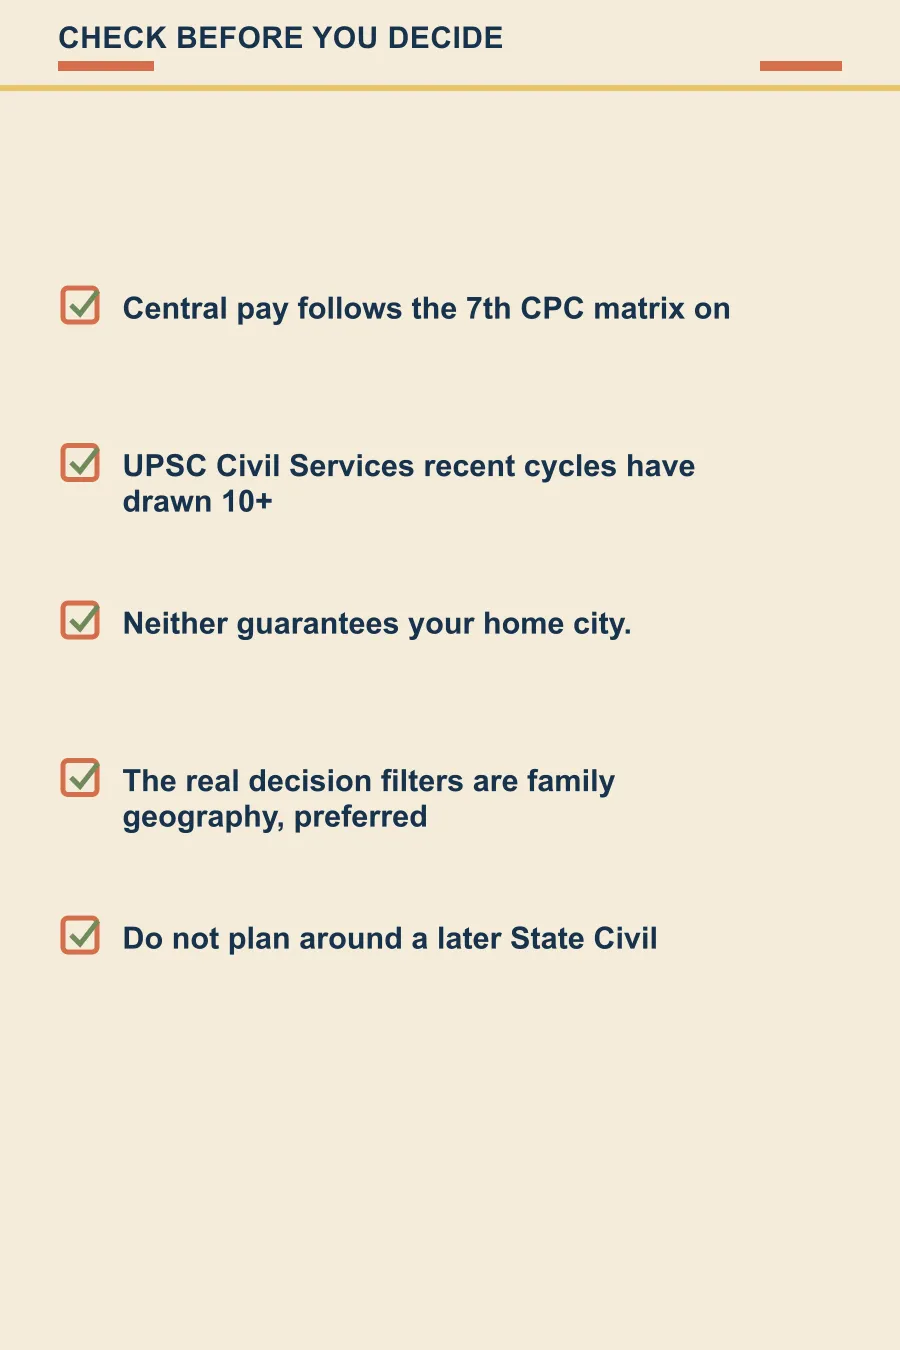 CHECK BEFORE YOU DECIDE
Central pay follows the 7th CPC matrix on
UPSC Civil Services recent cycles have
drawn 10+
Neither guarantees your home city.
The real decision filters are family
geography, preferred
Do not plan around a later State Civil